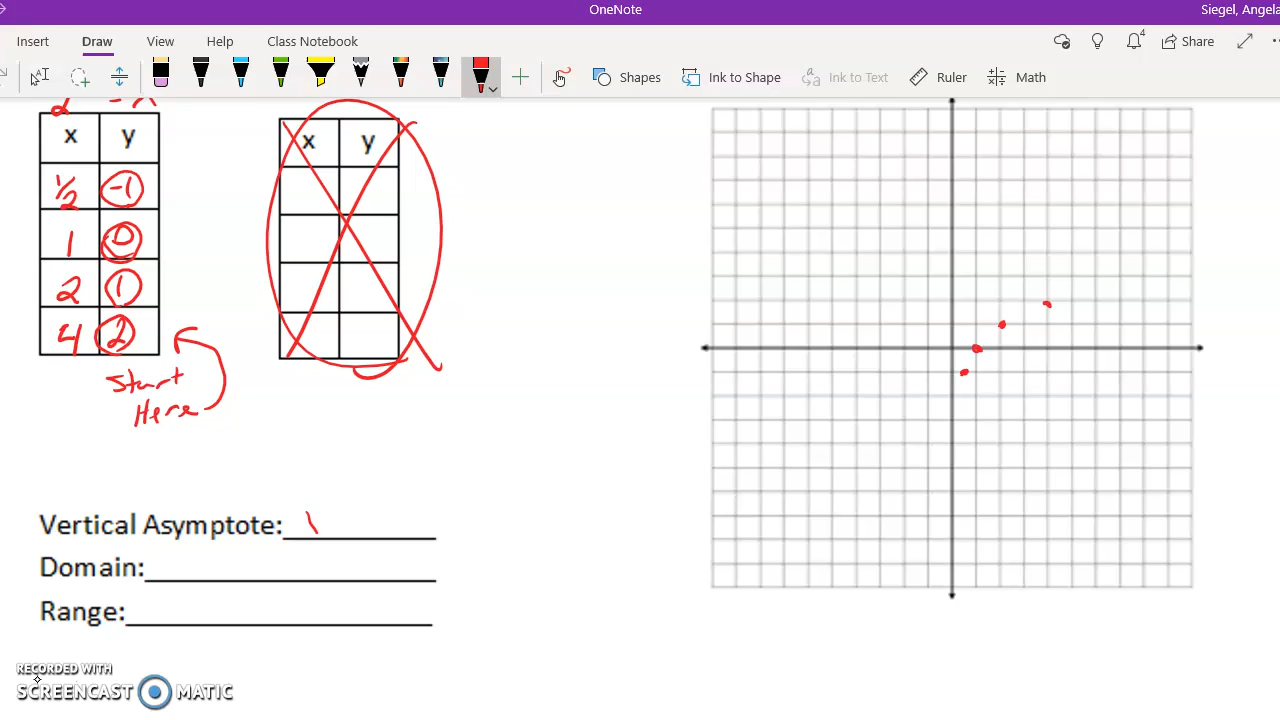 OneNote
Siegel, Angela
Insert Draw View Help Class Notebook
4 Share
Shapes Ink to Shape Ink to Text Ruler Math
x y
1/2 -1
1 0
2 1
4 2
x y
Start
Here
Vertical Asymptote:
Domain:
Range:
RECORDED WITH
SCREENCAST MATIC